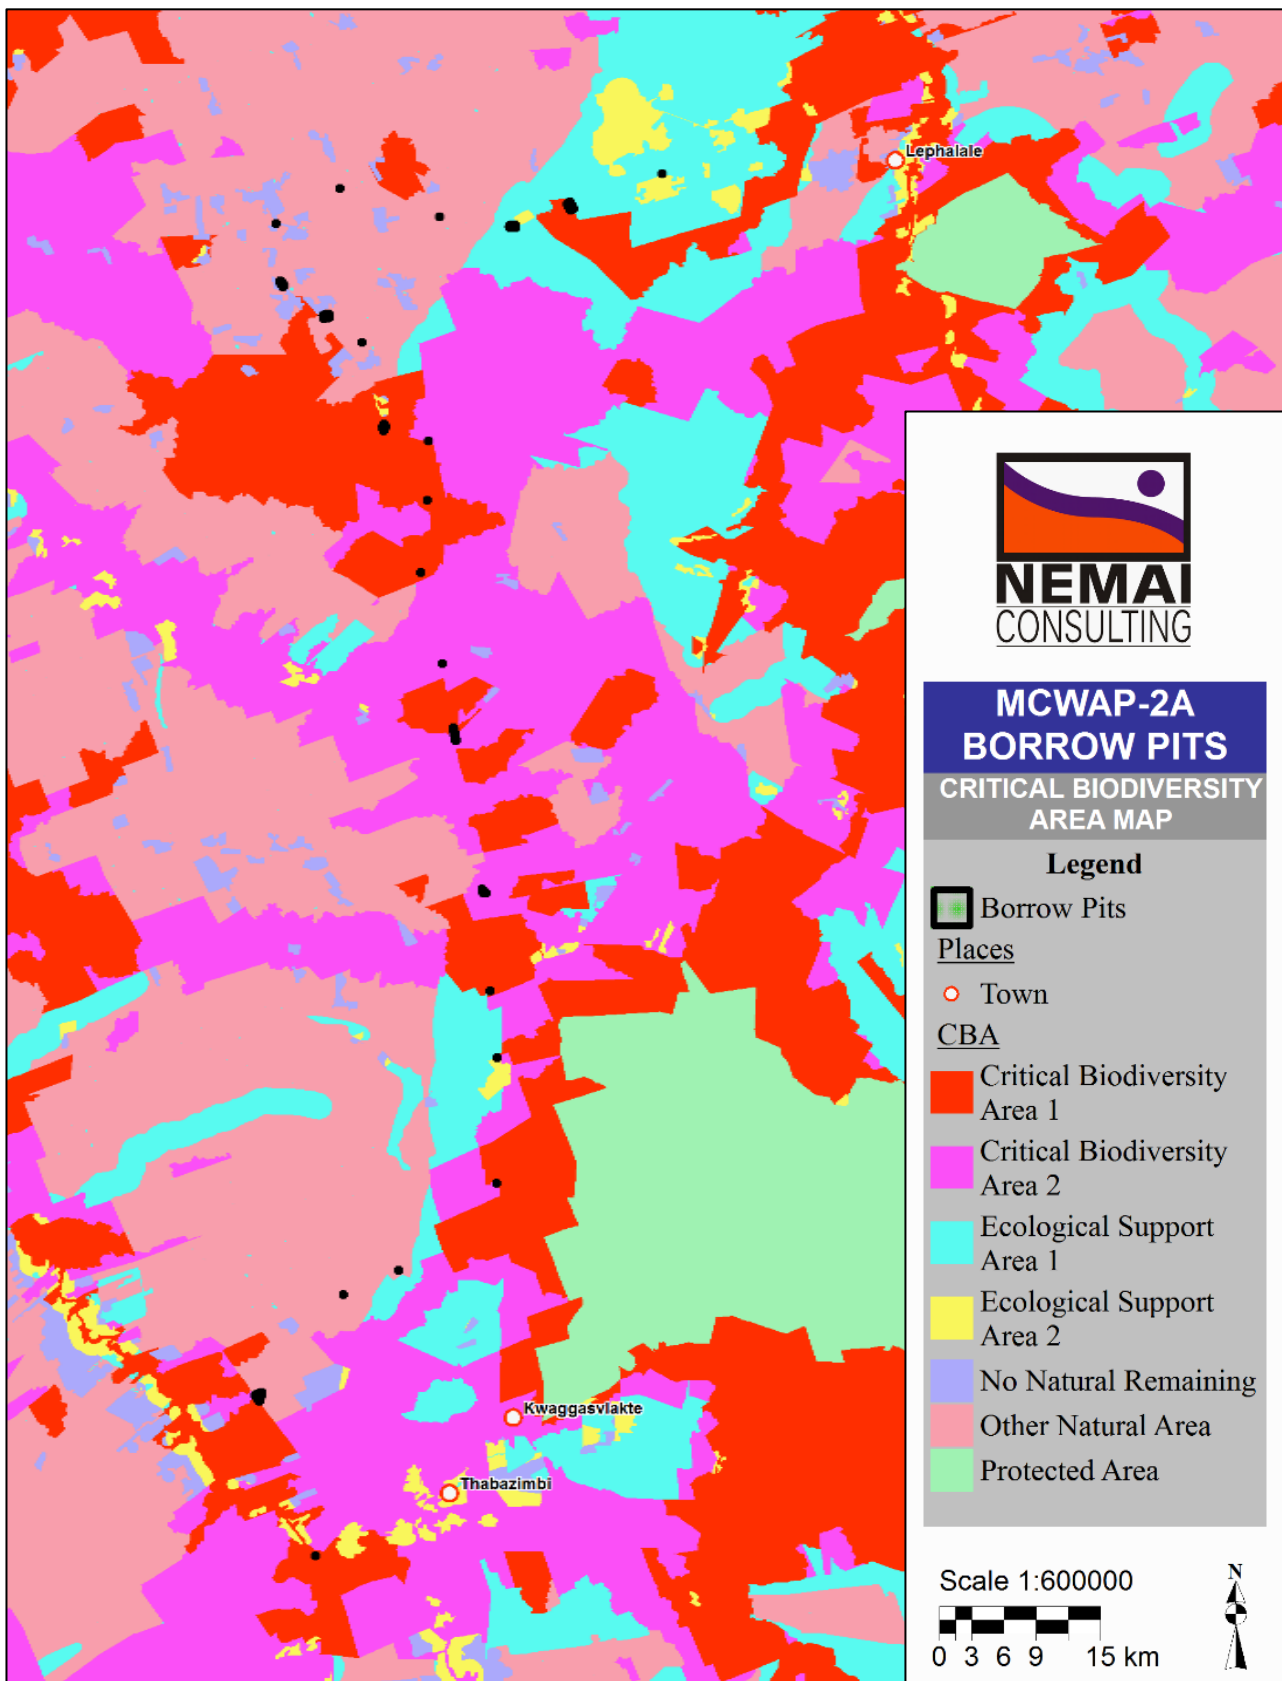 Lephalale
NEMAI
CONSULTING
MCWAP-2A
BORROW PITS
CRITICAL BIODIVERSITY
AREA MAP
Legend
Borrow Pits
Places
Town
CBA
Critical Biodiversity
Area 1
Critical Biodiversity
Area 2
Ecological Support
Area 1
Ecological Support
Area 2
No Natural Remaining
Other Natural Area
Protected Area
Kwaggasvlakte
Thabazimbi
Scale 1:600000
N
0 3 6 9 15 km